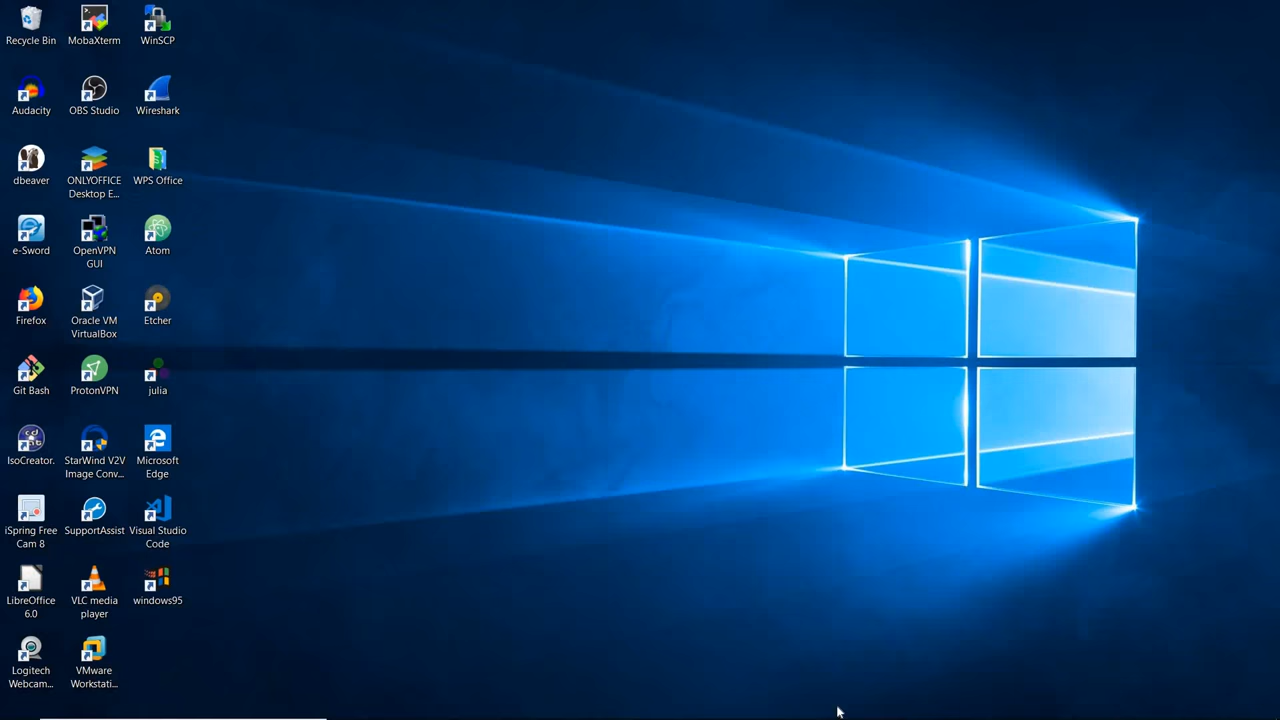 Recycle Bin
MobaXterm
WinSCP
Audacity
OBS Studio
Wireshark
dbeaver
ONLYOFFICE
Desktop E...
WPS Office
e-Sword
OpenVPN
GUI
Atom
Firefox
Oracle VM
VirtualBox
Etcher
Git Bash
ProtonVPN
julia
IsoCreator.
StarWind V2V
Image Conv...
Microsoft
Edge
iSpring Free
Cam 8
SupportAssist
Visual Studio
Code
LibreOffice
6.0
VLC media
player
windows95
Logitech
Webcam...
VMware
Workstati...